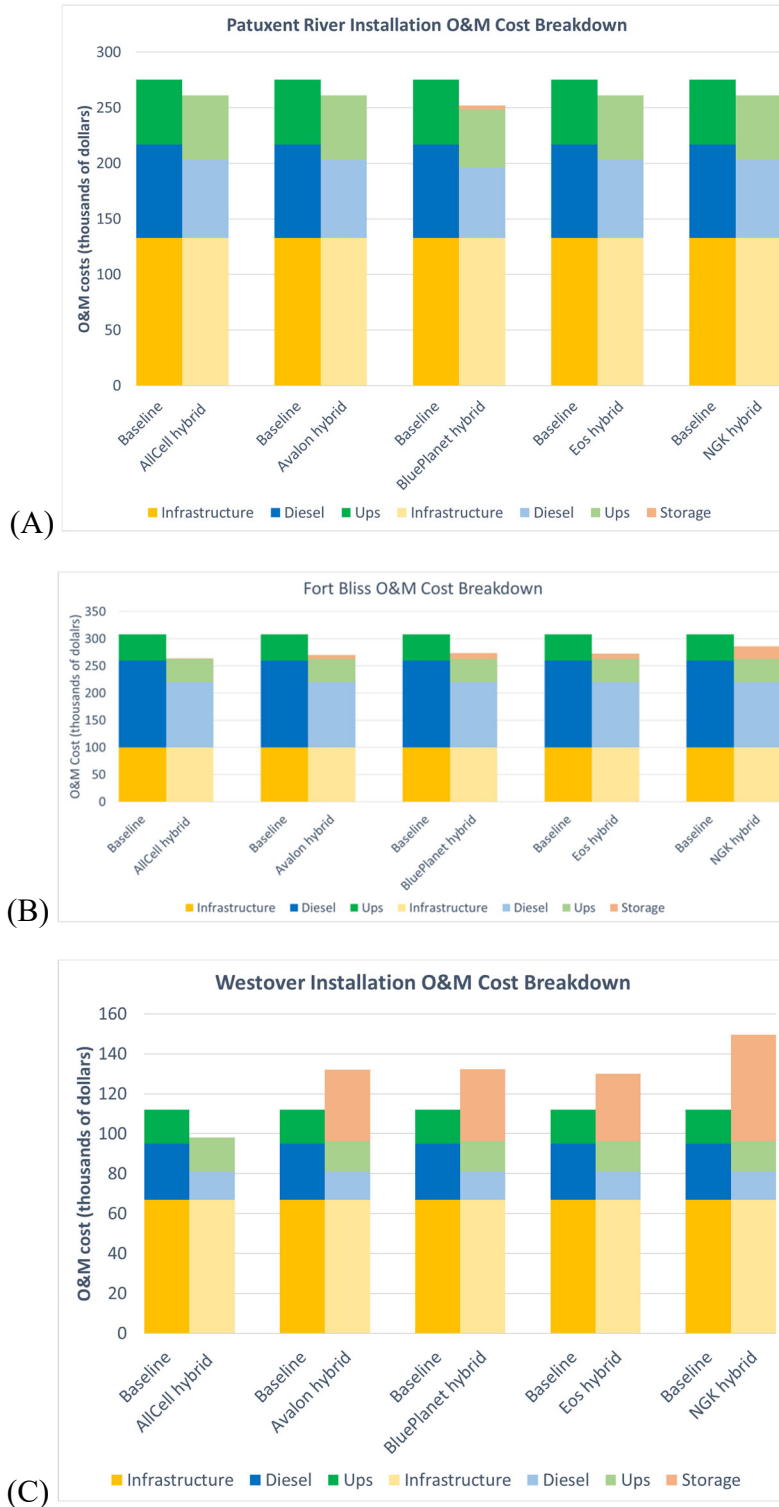 Patuxent River Installation O&M Cost Breakdown
O&M costs (thousands of dollars)
300
250
200
150
100
50
0
Baseline
AllCell hybrid
Baseline
Avalon hybrid
Baseline
BluePlanet hybrid
Baseline
Eos hybrid
Baseline
NGK hybrid
Infrastructure Diesel Ups Infrastructure Diesel Ups Storage
(A)
Fort Bliss O&M Cost Breakdown
O&M Cost (thousands of dolalrs)
350
300
250
200
150
100
50
0
Baseline
AllCell hybrid
Baseline
Avalon hybrid
Baseline
BluePlanet hybrid
Baseline
Eos hybrid
Baseline
NGK hybrid
Infrastructure Diesel Ups Infrastructure Diesel Ups Storage
(B)
Westover Installation O&M Cost Breakdown
O&M cost (thousands of dollars)
160
140
120
100
80
60
40
20
0
Baseline
AllCell hybrid
Baseline
Avalon hybrid
Baseline
BluePlanet hybrid
Baseline
Eos hybrid
Baseline
NGK hybrid
Infrastructure Diesel Ups Infrastructure Diesel Ups Storage
(C)